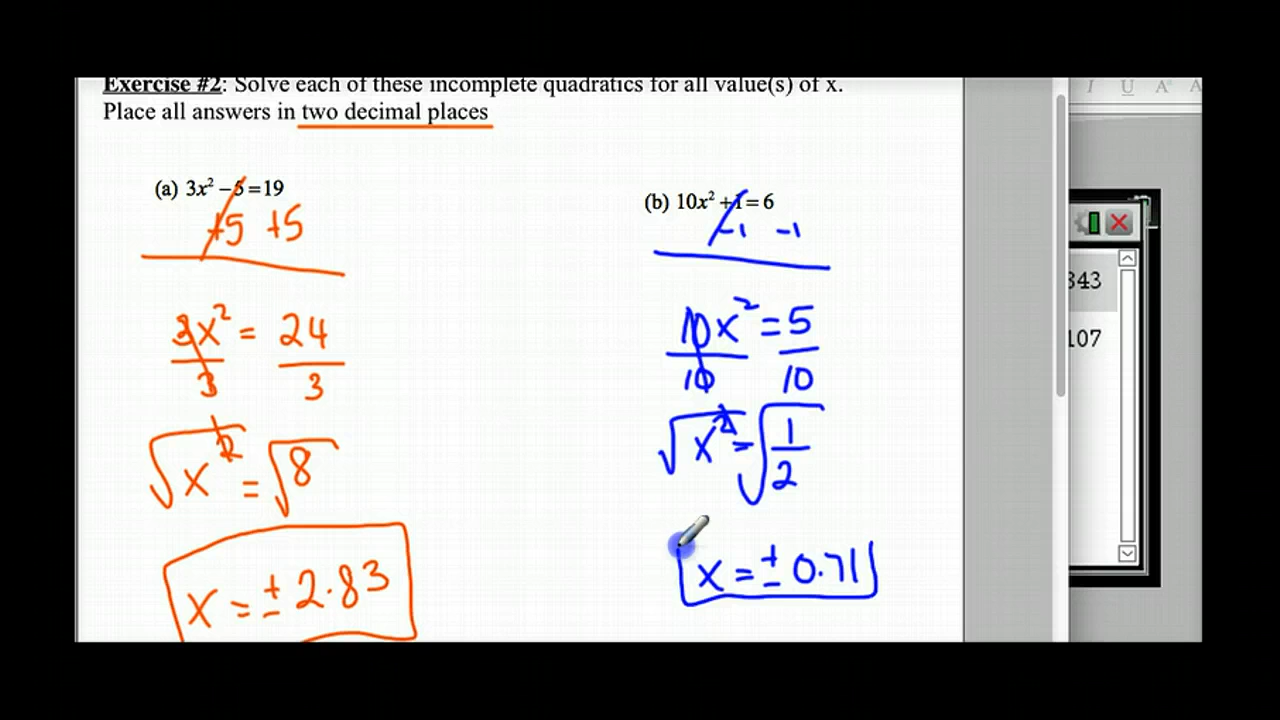 Exercise #2: Solve each of these incomplete quadratics for all value(s) of x.
Place all answers in two decimal places
(a) 3x² − 5 = 19
+5 +5
3x² = 24
3 3
√x² = √8
x = ± 2.83
(b) 10x² + 1 = 6
−1 −1
10x² = 5
10 10
√x² = √1/2
x = ± 0.71
I U A A
343
107